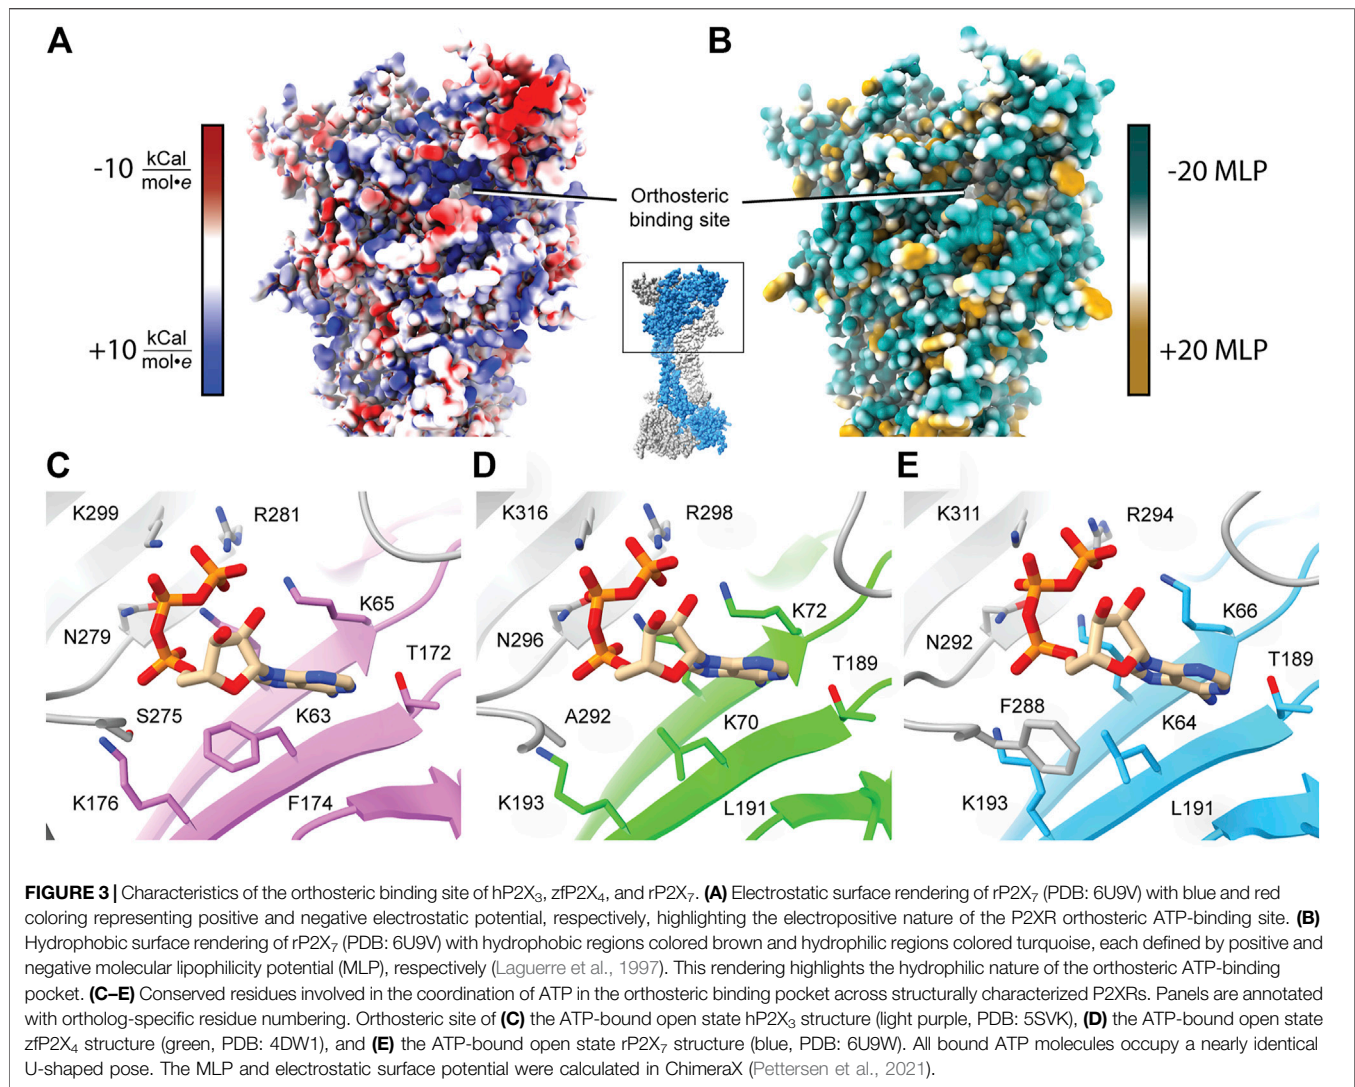 A
B
-10 kCal
mol•e
+10 kCal
mol•e
Orthosteric
binding site
-20 MLP
+20 MLP
C
D
E
K299
R281
K65
N279
T172
S275
K63
K176
F174
K316
R298
K72
N296
T189
A292
K70
K193
L191
K311
R294
K66
N292
T189
F288
K64
K193
L191
FIGURE 3 | Characteristics of the orthosteric binding site of hP2X3, zfP2X4, and rP2X7. (A) Electrostatic surface rendering of rP2X7 (PDB: 6U9V) with blue and red
coloring representing positive and negative electrostatic potential, respectively, highlighting the electropositive nature of the P2XR orthosteric ATP-binding site. (B)
Hydrophobic surface rendering of rP2X7 (PDB: 6U9V) with hydrophobic regions colored brown and hydrophilic regions colored turquoise, each defined by positive and
negative molecular lipophilicity potential (MLP), respectively (Laguerre et al., 1997). This rendering highlights the hydrophilic nature of the orthosteric ATP-binding
pocket. (C–E) Conserved residues involved in the coordination of ATP in the orthosteric binding pocket across structurally characterized P2XRs. Panels are annotated
with ortholog-specific residue numbering. Orthosteric site of (C) the ATP-bound open state hP2X3 structure (light purple, PDB: 5SVK), (D) the ATP-bound open state
zfP2X4 structure (green, PDB: 4DW1), and (E) the ATP-bound open state rP2X7 structure (blue, PDB: 6U9W). All bound ATP molecules occupy a nearly identical
U-shaped pose. The MLP and electrostatic surface potential were calculated in ChimeraX (Pettersen et al., 2021).